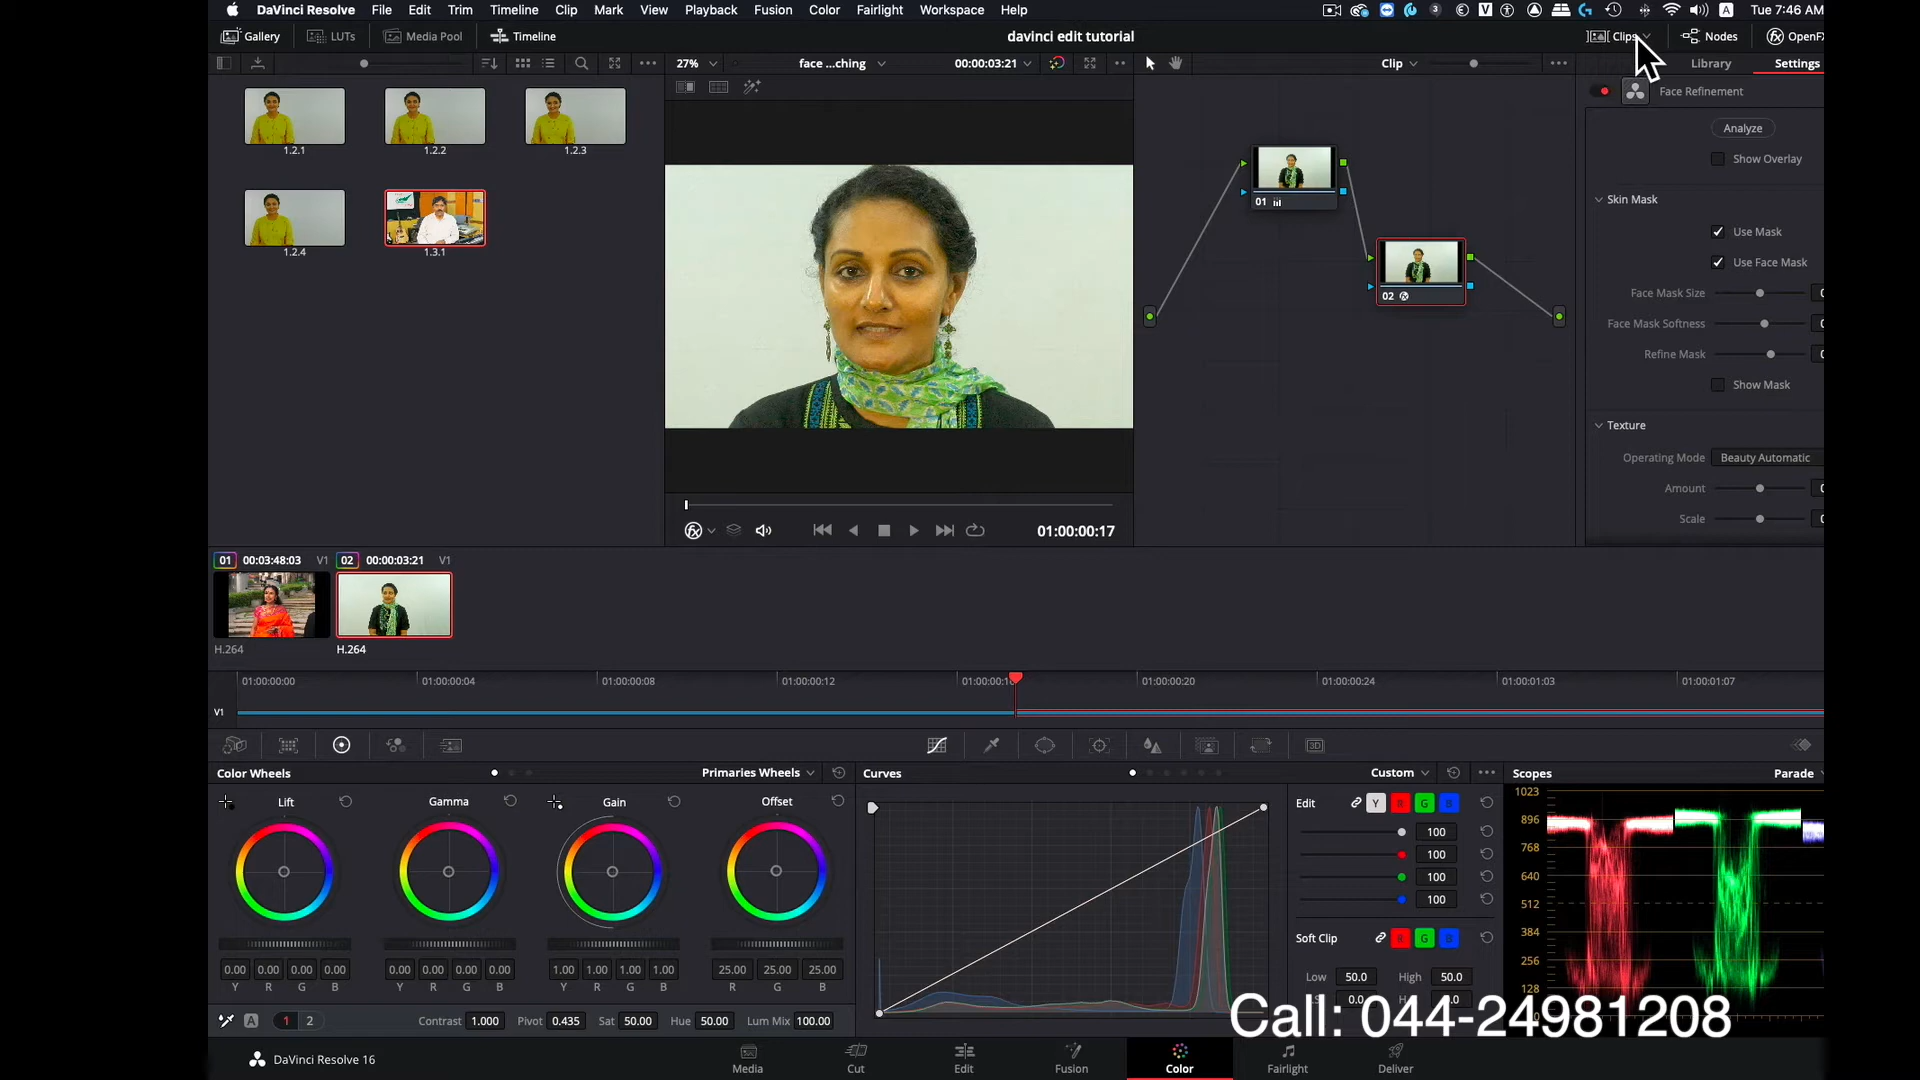 DaVinci Resolve File Edit Trim Timeline Clip Mark View Playback Fusion Color Fairlight Workspace Help
3 V A Tue 7:46 AM
Gallery LUTs Media Pool Timeline
davinci edit tutorial
Clips Nodes OpenFX
27% face ...ching 00:00:03:21
Clip
Library Settings
Face Refinement
1.2.1 1.2.2 1.2.3
1.2.4 1.3.1
Analyze
Show Overlay
Skin Mask
Use Mask
Use Face Mask
Face Mask Size
Face Mask Softness
Refine Mask
Show Mask
Texture
Operating Mode Beauty Automatic
Amount
Scale
01
02
01:00:00:17
01 00:03:48:03 V1 02 00:00:03:21 V1
H.264 H.264
01:00:00:00 01:00:00:04 01:00:00:08 01:00:00:12 01:00:00:20 01:00:00:24 01:00:01:03 01:00:01:07
V1
Color Wheels Primaries Wheels
Lift Gamma Gain Offset
0.00 0.00 0.00 0.00 0.00 0.00 0.00 0.00 1.00 1.00 1.00 1.00 25.00 25.00 25.00
Y R G B Y R G B Y R G B R G B
A 1 2 Contrast 1.000 Pivot 0.435 Sat 50.00 Hue 50.00 Lum Mix 100.00
Curves Custom
Edit Y R G B
100
100
100
100
Soft Clip R G B
Low 50.0 High 50.0
Scopes Parade
1023
896
768
640
512
384
256
128
Call: 044-24981208
DaVinci Resolve 16
Media Cut Edit Fusion Color Fairlight Deliver